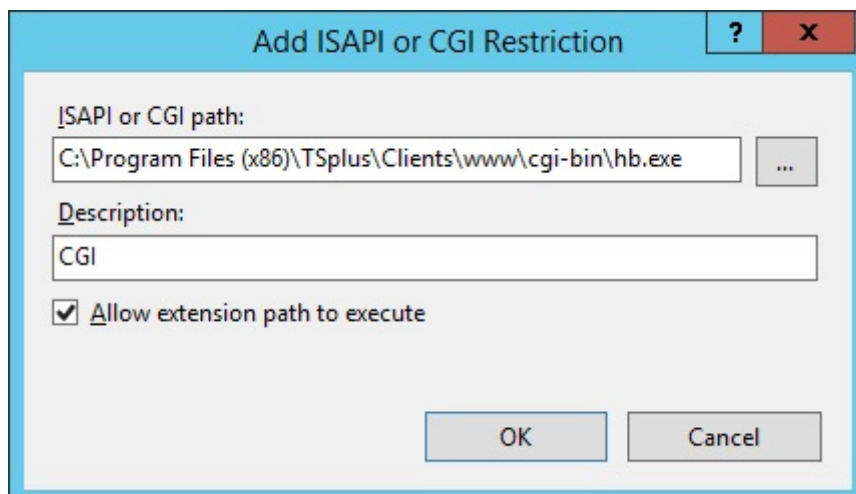 Add ISAPI or CGI Restriction
?
x
ISAPI or CGI path:
C:\Program Files (x86)\TSplus\Clients\www\cgi-bin\hb.exe
...
Description:
CGI
Allow extension path to execute
OK
Cancel